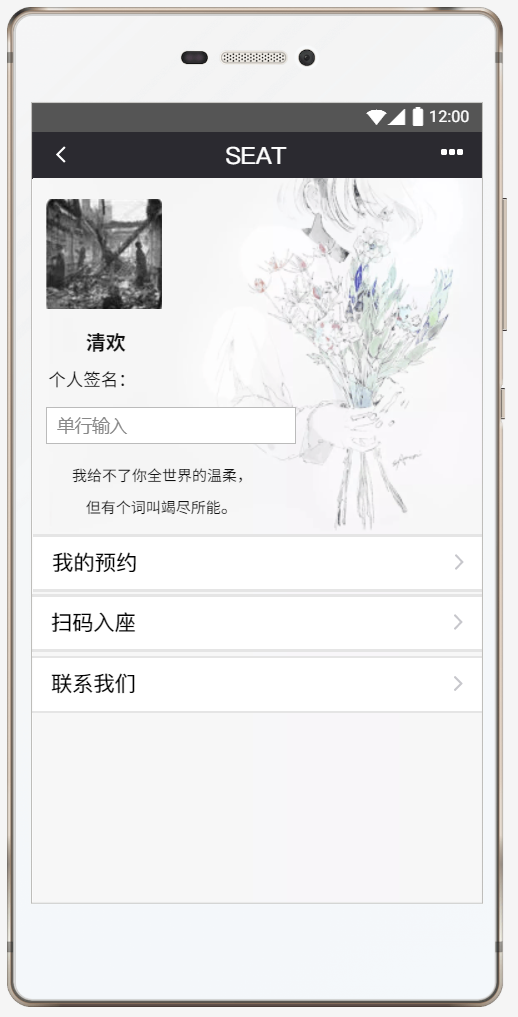 12:00
SEAT
清欢
个人签名：
单行输入
我给不了你全世界的温柔，
但有个词叫竭尽所能。
我的预约
扫码入座
联系我们